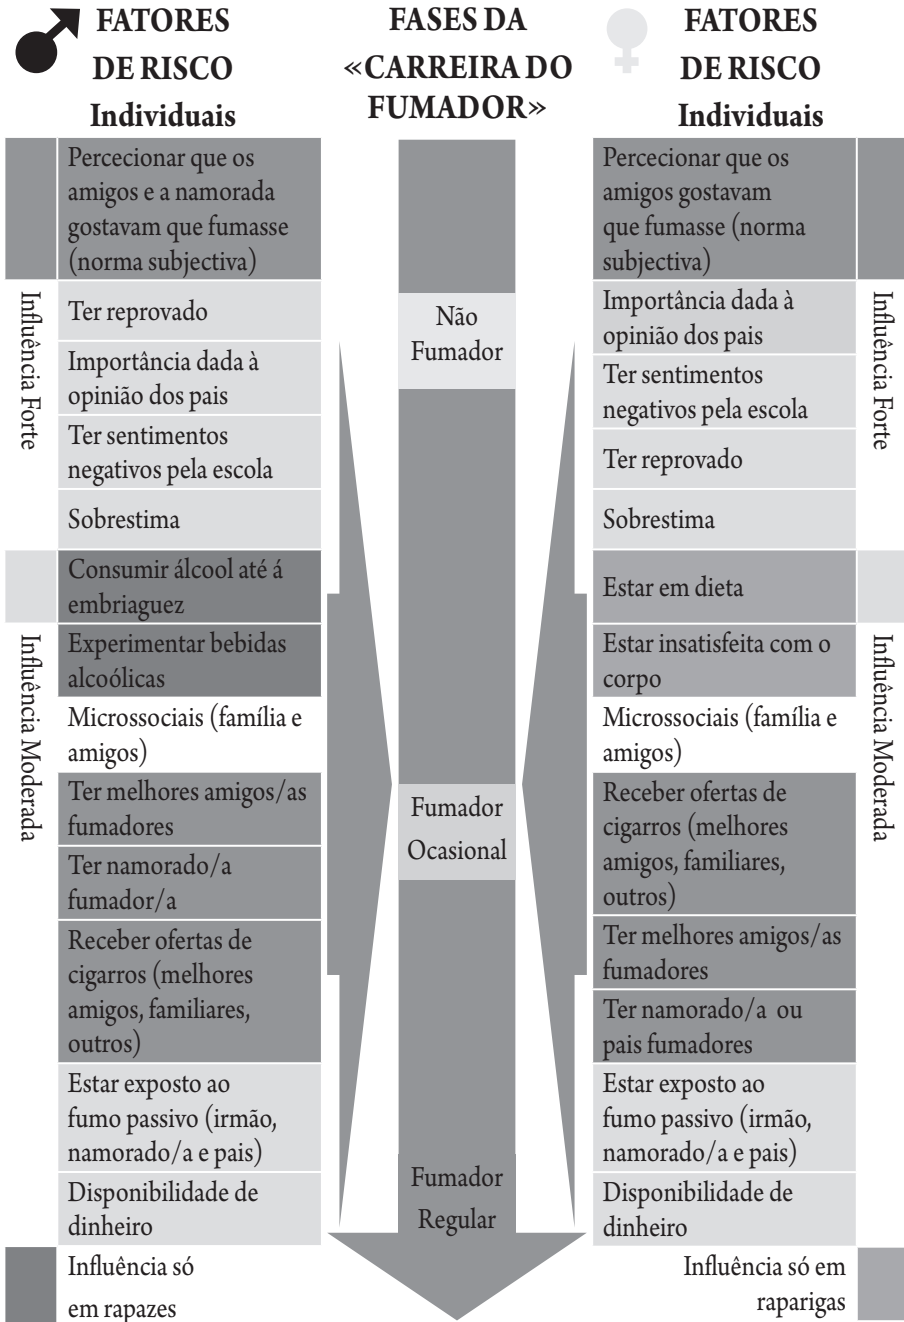 FATORES
DE RISCO
Individuais
Percecionar que os
amigos e a namorada
gostavam que fumasse
(norma subjectiva)
Influência Forte
Ter reprovado
Importância dada à
opinião dos pais
Ter sentimentos
negativos pela escola
Sobrestima
Consumir álcool até á
embriaguez
Influência Moderada
Experimentar bebidas
alcoólicas
Microssociais (família e
amigos)
Ter melhores amigos/as
fumadores
Ter namorado/a
fumador/a
Receber ofertas de
cigarros (melhores
amigos, familiares,
outros)
Estar exposto ao
fumo passivo (irmão,
namorado/a e pais)
Disponibilidade de
dinheiro
Influência só
em rapazes
FASES DA
«CARREIRA DO
FUMADOR»
Não
Fumador
Fumador
Ocasional
Fumador
Regular
FATORES
DE RISCO
Individuais
Percecionar que os
amigos gostavam
que fumasse (norma
subjectiva)
Importância dada à
opinião dos pais
Influência Forte
Ter sentimentos
negativos pela escola
Ter reprovado
Sobrestima
Estar em dieta
Estar insatisfeita com o
corpo
Influência Moderada
Microssociais (família e
amigos)
Receber ofertas de
cigarros (melhores
amigos, familiares,
outros)
Ter melhores amigos/as
fumadores
Ter namorado/a ou
pais fumadores
Estar exposto ao
fumo passivo (irmão,
namorado/a e pais)
Disponibilidade de
dinheiro
Influência só em
raparigas